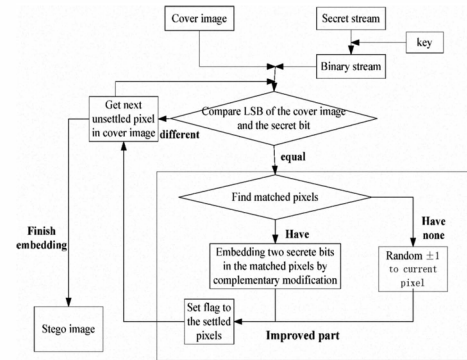 Cover image
Secret stream
key
Binary stream
Get next
unsettled pixel
in cover image
different
Compare LSB of the cover image
and the secret bit
equal
Find matched pixels
Finish
embedding
Have
Have
none
Embedding two secrete bits
in the matched pixels by
complementary modification
Random ±1
to current
pixel
Set flag to
the settled
pixels
Stego image
Improved part